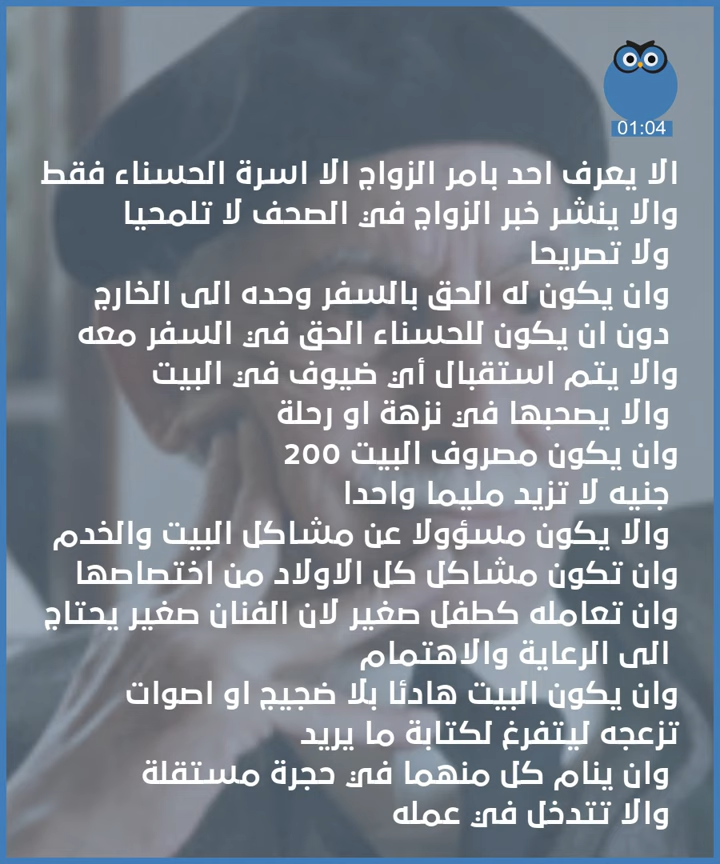 01:04
الا يعرف احد بامر الزواج الا اسرة الحسناء فقط
والا ينشر خبر الزواج في الصحف لا تلمحيا
ولا تصريحا
وان يكون له الحق بالسفر وحده الى الخارج
دون ان يكون للحسناء الحق في السفر معه
والا يتم استقبال أي ضيوف في البيت
والا يصحبها في نزهة او رحلة
وان يكون مصروف البيت 200
جنيه لا تزيد مليما واحدا
والا يكون مسؤولا عن مشاكل البيت والخدم
وان تكون مشاكل كل الاولاد من اختصاصها
وان تعامله كطفل صغير لان الفنان صغير يحتاج
الى الرعاية والاهتمام
وان يكون البيت هادئا بلا ضجيج او اصوات
تزعجه ليتفرغ لكتابة ما يريد
وان ينام كل منهما في حجرة مستقلة
والا تتدخل في عمله